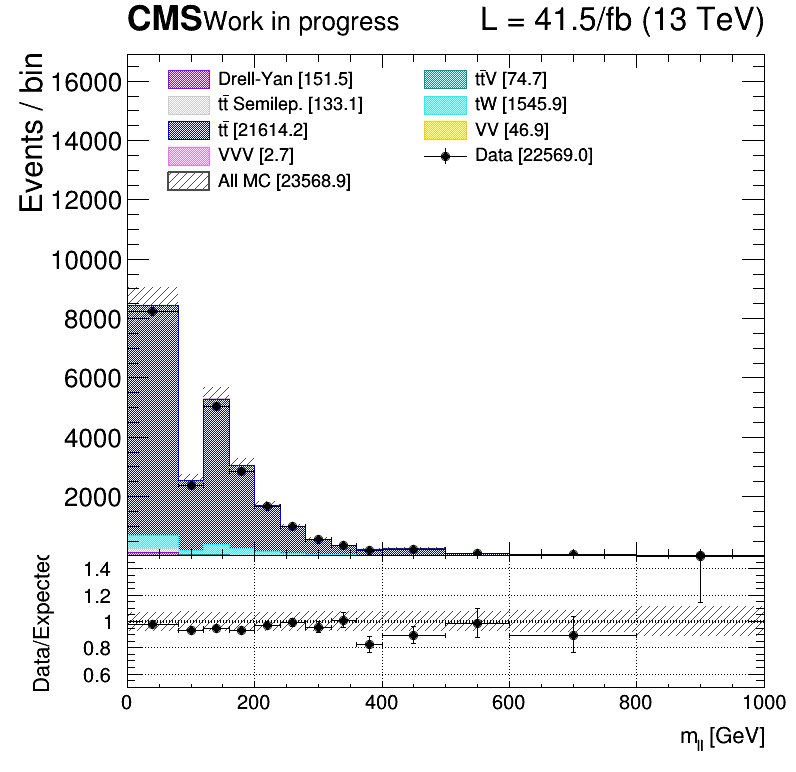 CMS Work in progress L = 41.5/fb (13 TeV)
Events / bin
16000
14000
12000
10000
8000
6000
4000
2000
Drell-Yan [151.5]
tt̄ Semilep. [133.1]
tt̄ [21614.2]
VVV [2.7]
All MC [23568.9]
tt̄V [74.7]
tW [1545.9]
VV [46.9]
Data [22569.0]
Data/Expected
1.4
1.2
1
0.8
0.6
0 200 400 600 800 1000
m_ll [GeV]